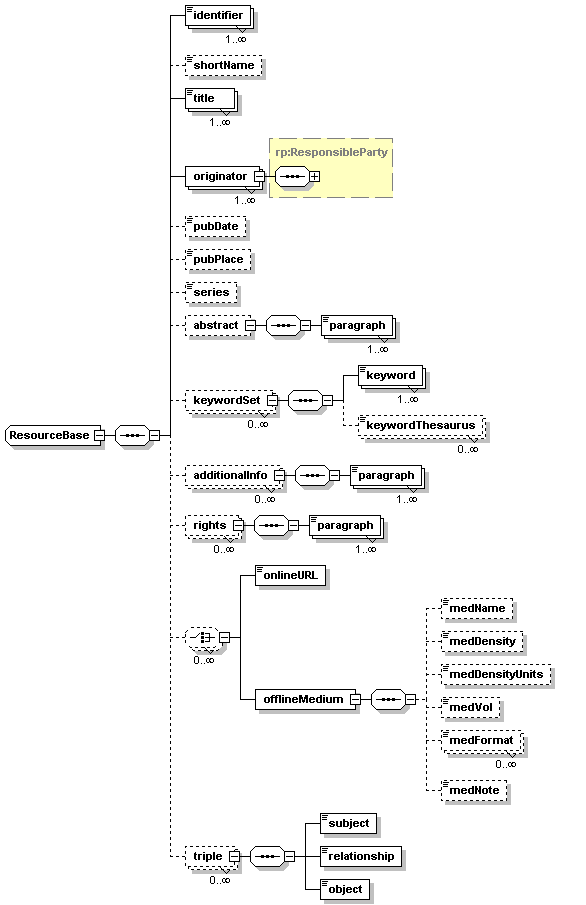 identifier
1..∞
shortName
title
1..∞
rp:ResponsibleParty
originator
1..∞
pubDate
pubPlace
series
abstract
paragraph
1..∞
keyword
1..∞
keywordSet
0..∞
keywordThesaurus
0..∞
ResourceBase
additionalInfo
0..∞
paragraph
1..∞
rights
0..∞
paragraph
1..∞
onlineURL
0..∞
medName
medDensity
medDensityUnits
offlineMedium
medVol
medFormat
0..∞
medNote
subject
triple
0..∞
relationship
object